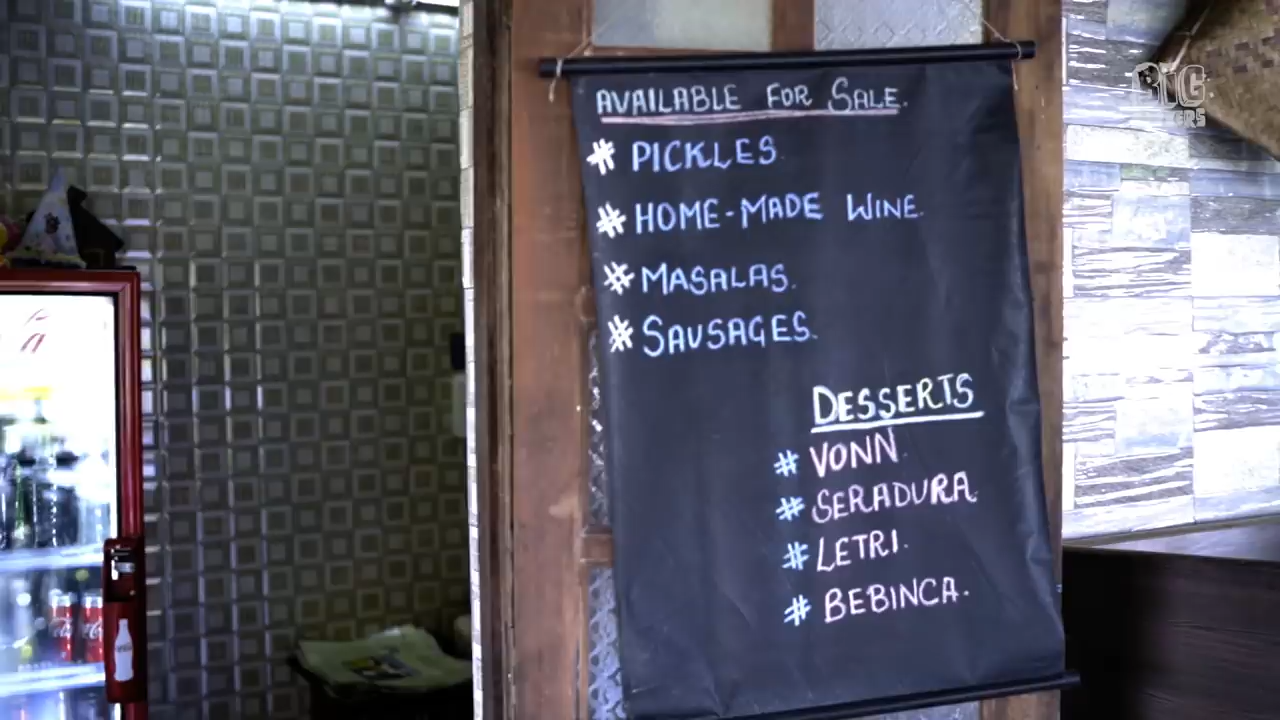 AVAILABLE FOR SALE.
# PICKLES
# HOME-MADE WINE.
# MASALAS.
# SAUSAGES.
DESSERTS
# VONN
# SERADURA
# LETRI.
# BEBINCA.
BIG